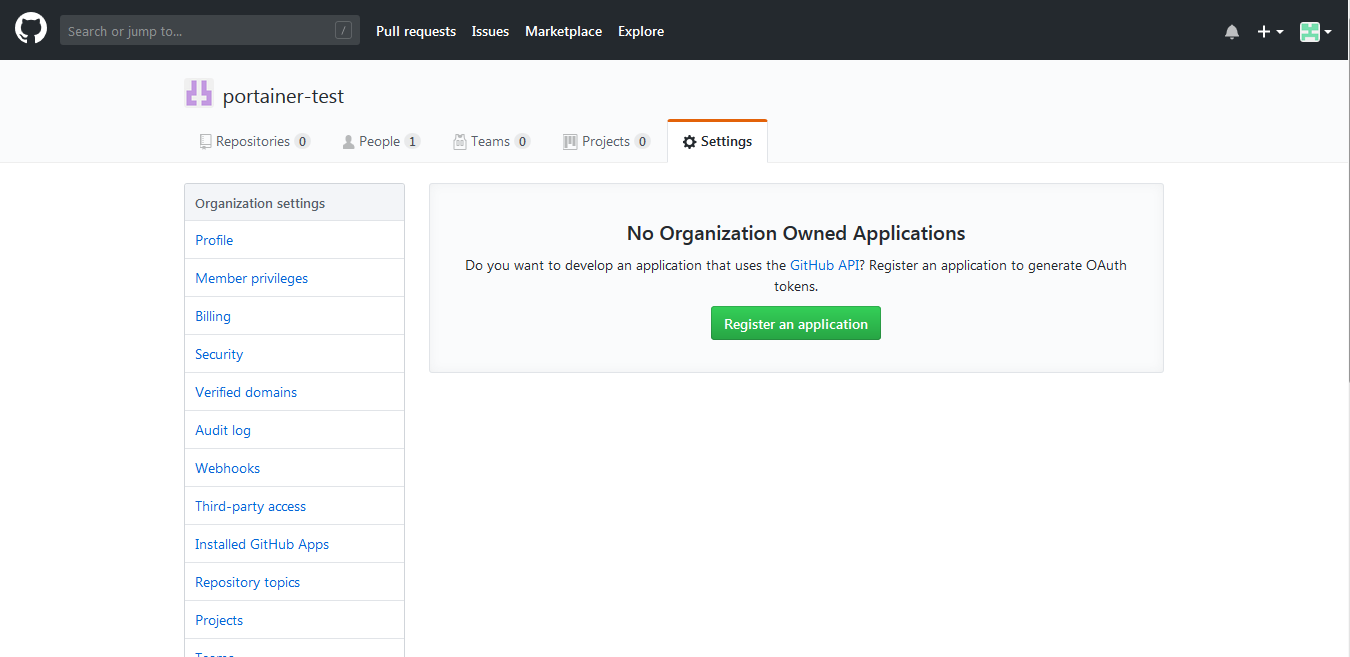 Search or jump to... / Pull requests Issues Marketplace Explore
portainer-test
Repositories 0 People 1 Teams 0 Projects 0 Settings
Organization settings
Profile
Member privileges
Billing
Security
Verified domains
Audit log
Webhooks
Third-party access
Installed GitHub Apps
Repository topics
Projects
Teams
No Organization Owned Applications
Do you want to develop an application that uses the GitHub API? Register an application to generate OAuth
tokens.
Register an application